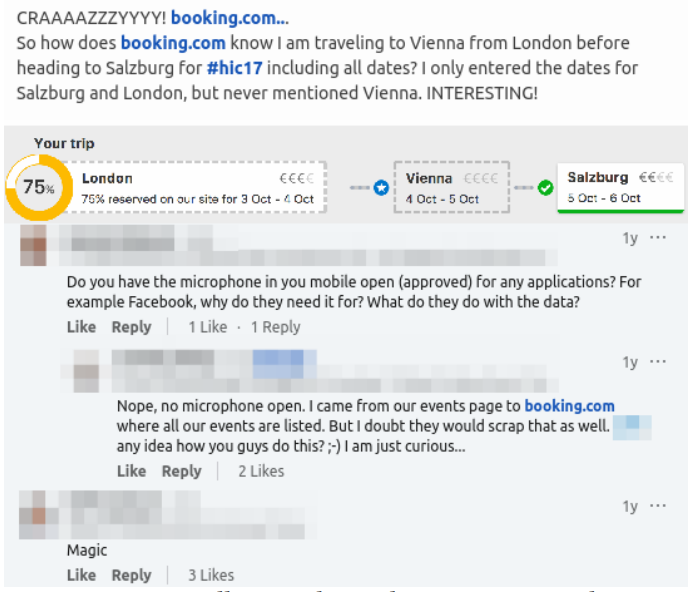 CRAAAAZZZYYYY! booking.com...
So how does booking.com know I am traveling to Vienna from London before
heading to Salzburg for #hic17 including all dates? I only entered the dates for
Salzburg and London, but never mentioned Vienna. INTERESTING!
Your trip
75%
London €€€€
75% reserved on our site for 3 Oct - 4 Oct
Vienna €€€€
4 Oct - 5 Oct
Salzburg €€€€
5 Oct - 6 Oct
1y ...
Do you have the microphone in you mobile open (approved) for any applications? For
example Facebook, why do they need it for? What do they do with the data?
Like Reply 1 Like · 1 Reply
1y ...
Nope, no microphone open. I came from our events page to booking.com
where all our events are listed. But I doubt they would scrap that as well.
any idea how you guys do this? ;-) I am just curious...
Like Reply 2 Likes
1y ...
Magic
Like Reply 3 Likes